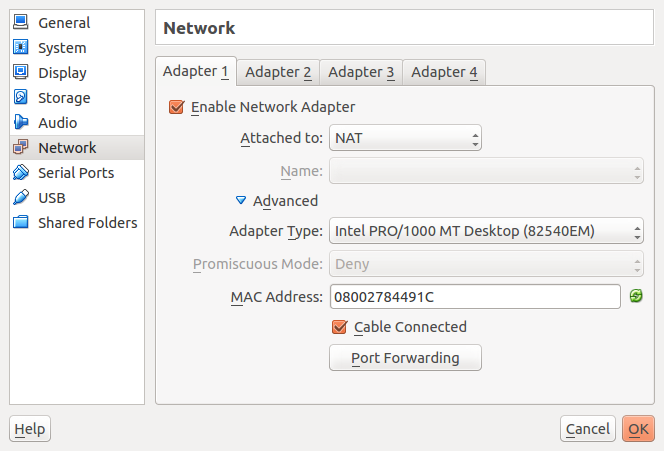 General
System
Display
Storage
Audio
Network
Serial Ports
USB
Shared Folders
Network
Adapter 1 Adapter 2 Adapter 3 Adapter 4
Enable Network Adapter
Attached to: NAT
Name:
Advanced
Adapter Type: Intel PRO/1000 MT Desktop (82540EM)
Promiscuous Mode: Deny
MAC Address: 08002784491C
Cable Connected
Port Forwarding
Help Cancel OK